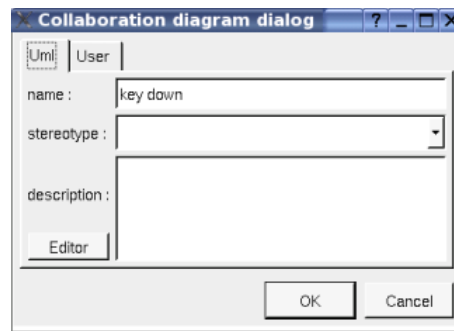 Collaboration diagram dialog
Uml User
name : key down
stereotype :
description :
Editor
OK Cancel